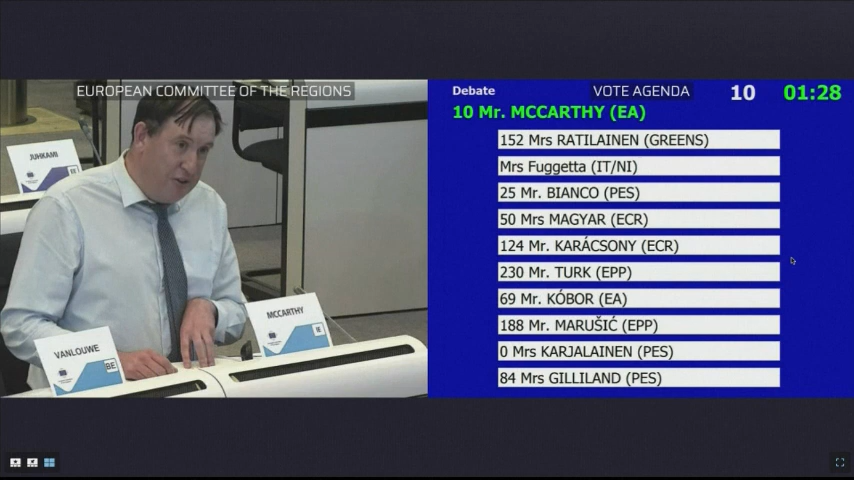 EUROPEAN COMMITTEE OF THE REGIONS
JUHKAMI
BE
VANLOUWE
BE
MCCARTHY
IE
Debate
VOTE AGENDA
10
01:28
10 Mr. MCCARTHY (EA)
152 Mrs RATILAINEN (GREENS)
Mrs Fuggetta (IT/NI)
25 Mr. BIANCO (PES)
50 Mrs MAGYAR (ECR)
124 Mr. KARÁCSONY (ECR)
230 Mr. TURK (EPP)
69 Mr. KÓBOR (EA)
188 Mr. MARUŠIĆ (EPP)
0 Mrs KARJALAINEN (PES)
84 Mrs GILLILAND (PES)